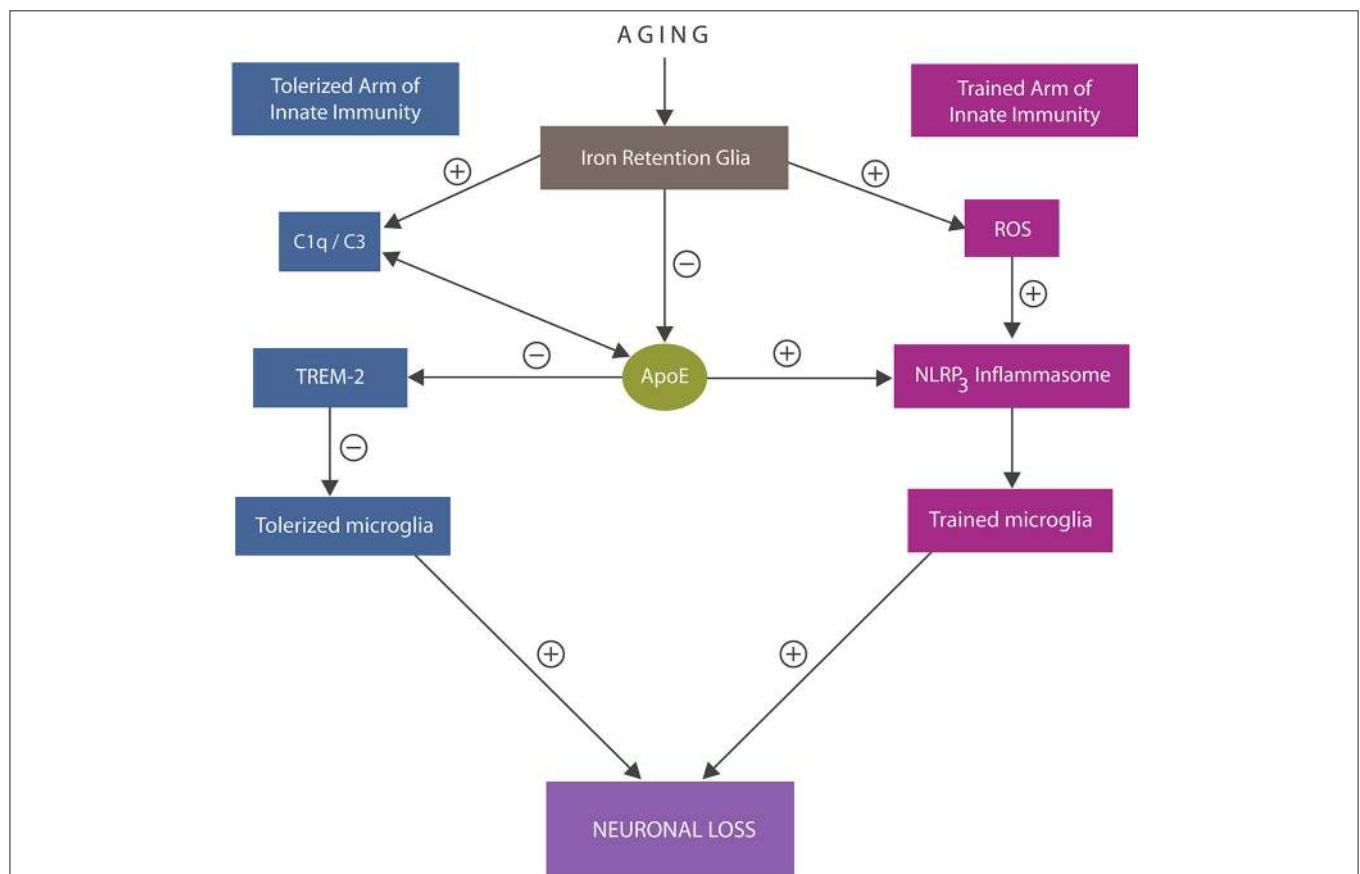 AGING
Tolerized Arm of
Innate Immunity
Trained Arm of
Innate Immunity
Iron Retention Glia
+
+
C1q / C3
ROS
−
+
TREM-2
−
ApoE
+
NLRP3 Inflammasome
−
Tolerized microglia
Trained microglia
+
+
NEURONAL LOSS